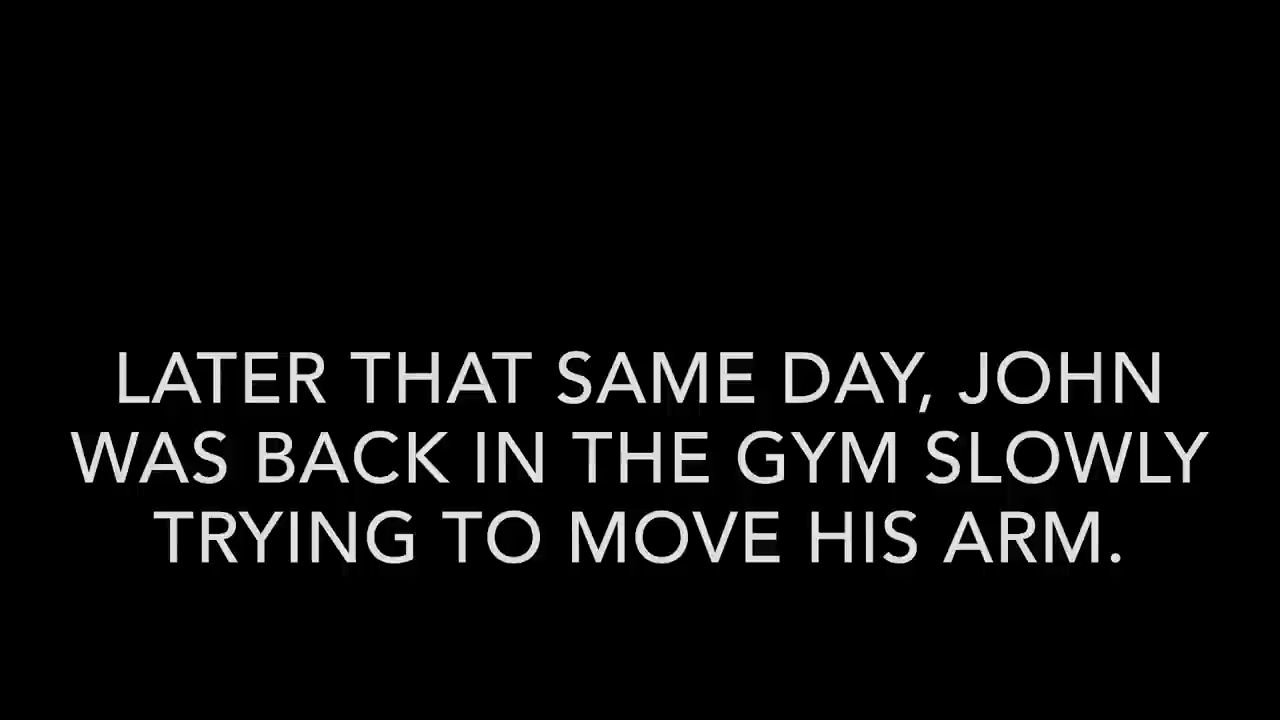 LATER THAT SAME DAY, JOHN
WAS BACK IN THE GYM SLOWLY
TRYING TO MOVE HIS ARM.